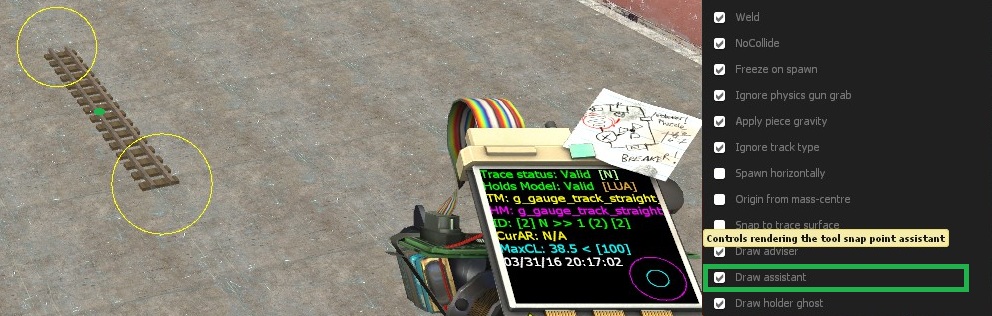 BREAKER!
Trace status: Valid [N]
Holds Model: Valid [LUA]
TM: g_gauge_track_straight
HM: g_gauge_track_straight
ID: [2] N >> 1 (2) [2]
CurAR: N/A
MaxCL: 38.5 < [100]
03/31/16 20:17:02
Weld
NoCollide
Freeze on spawn
Ignore physics gun grab
Apply piece gravity
Ignore track type
Spawn horizontally
Origin from mass-centre
Snap to trace surface
Controls rendering the tool snap point assistant
Draw adviser
Draw assistant
Draw holder ghost